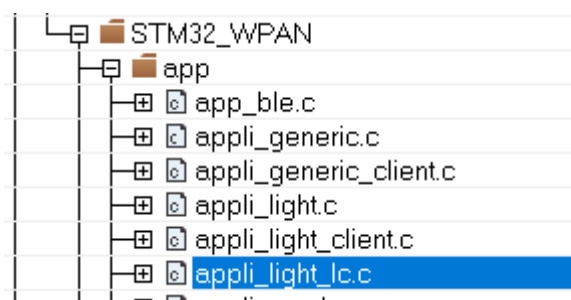 STM32_WPAN
app
app_ble.c
appli_generic.c
appli_generic_client.c
appli_light.c
appli_light_client.c
appli_light_lc.c